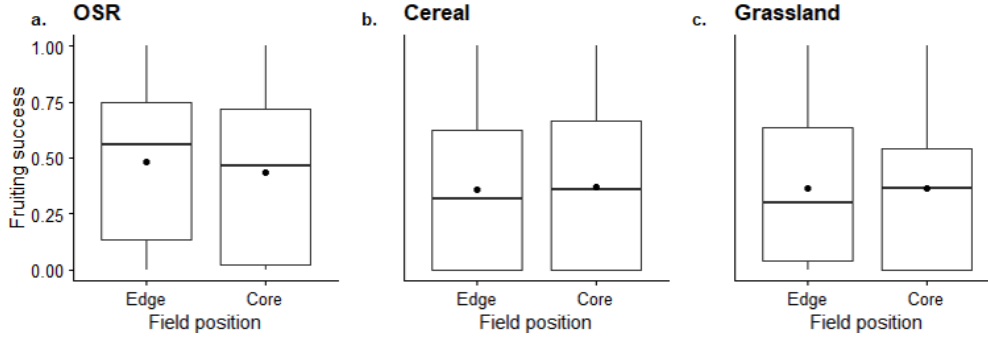 a. OSR
b. Cereal
c. Grassland
Fruiting success
1.00
0.75
0.50
0.25
0.00
Edge Core
Field position
Edge Core
Field position
Edge Core
Field position